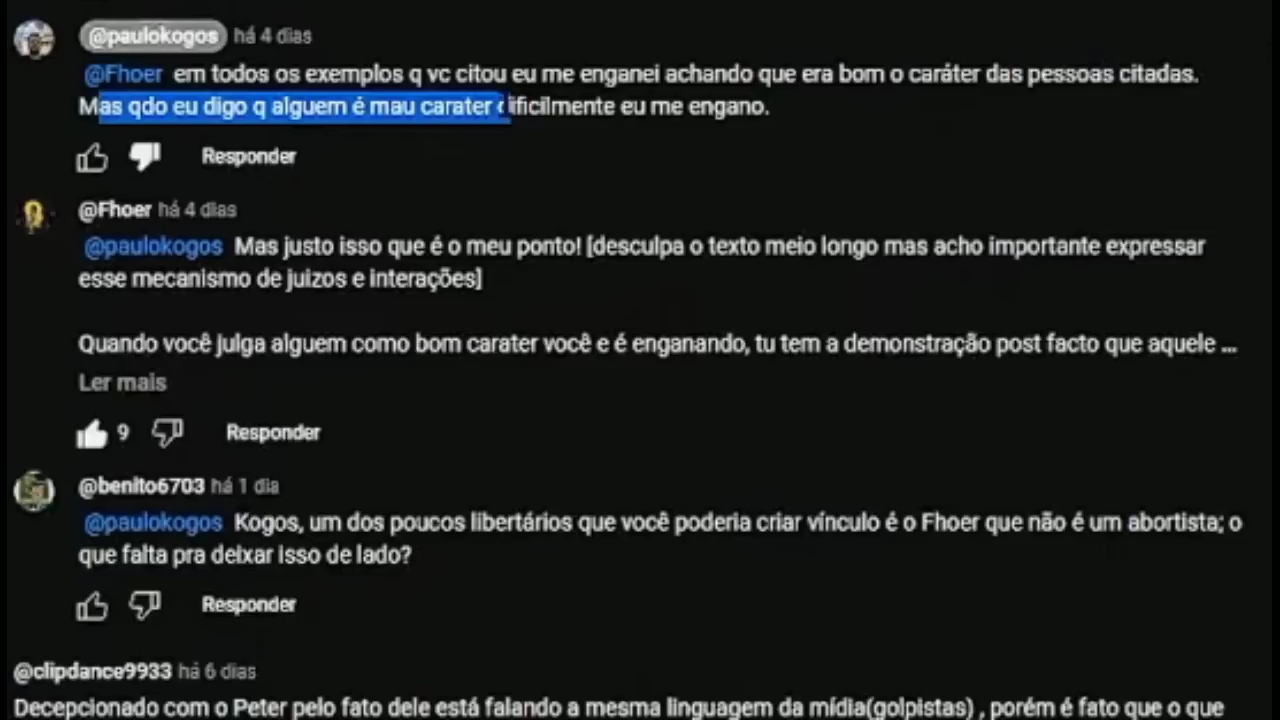 @paulokogos há 4 dias
@Fhoer em todos os exemplos q vc citou eu me enganei achando que era bom o caráter das pessoas citadas.
Mas qdo eu digo q alguem é mau carater dificilmente eu me engano.
Responder
@Fhoer há 4 dias
@paulokogos Mas justo isso que é o meu ponto! [desculpa o texto meio longo mas acho importante expressar
esse mecanismo de juizos e interações]
Quando você julga alguem como bom carater você e é enganando, tu tem a demonstração post facto que aquele ...
Ler mais
9 Responder
@benito6703 há 1 dia
@paulokogos Kogos, um dos poucos libertários que você poderia criar vínculo é o Fhoer que não é um abortista; o
que falta pra deixar isso de lado?
Responder
@clipdance9933 há 6 dias
Decepcionado com o Peter pelo fato dele está falando a mesma linguagem da mídia(golpistas) , porém é fato que o que